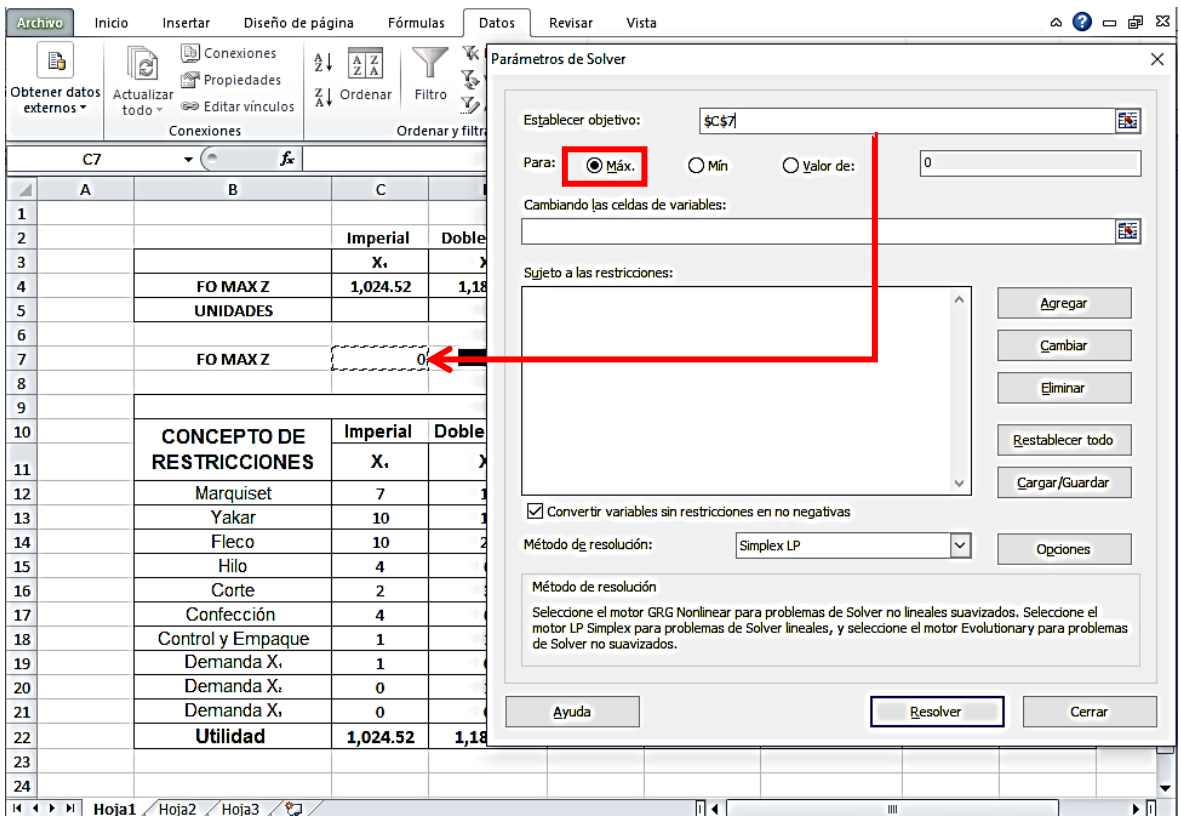 Archivo Inicio Insertar Diseño de página Fórmulas Datos Revisar Vista
Obtener datos externos
Actualizar todo
Conexiones
Propiedades
Editar vínculos
Conexiones
Ordenar
Filtro
Ordenar y filtr
C7 fx
A B C
1
2 Imperial Doble
3 X₁
4 FO MAX Z 1,024.52 1,18
5 UNIDADES
6
7 FO MAX Z 0
8
9
10 CONCEPTO DE Imperial Doble
11 RESTRICCIONES X₁
12 Marquiset 7 1
13 Yakar 10 1
14 Fleco 10 2
15 Hilo 4
16 Corte 2
17 Confección 4
18 Control y Empaque 1
19 Demanda X₁ 1
20 Demanda X₂ 0
21 Demanda X₃ 0
22 Utilidad 1,024.52 1,18
23
24
Hoja1 Hoja2 Hoja3
Parámetros de Solver
Establecer objetivo: $C$7
Para: Máx. Mín Valor de: 0
Cambiando las celdas de variables:
Sujeto a las restricciones:
Agregar
Cambiar
Eliminar
Restablecer todo
Cargar/Guardar
Convertir variables sin restricciones en no negativas
Método de resolución: Simplex LP Opciones
Método de resolución
Seleccione el motor GRG Nonlinear para problemas de Solver no lineales suavizados. Seleccione el
motor LP Simplex para problemas de Solver lineales, y seleccione el motor Evolutionary para problemas
de Solver no suavizados.
Ayuda Resolver Cerrar